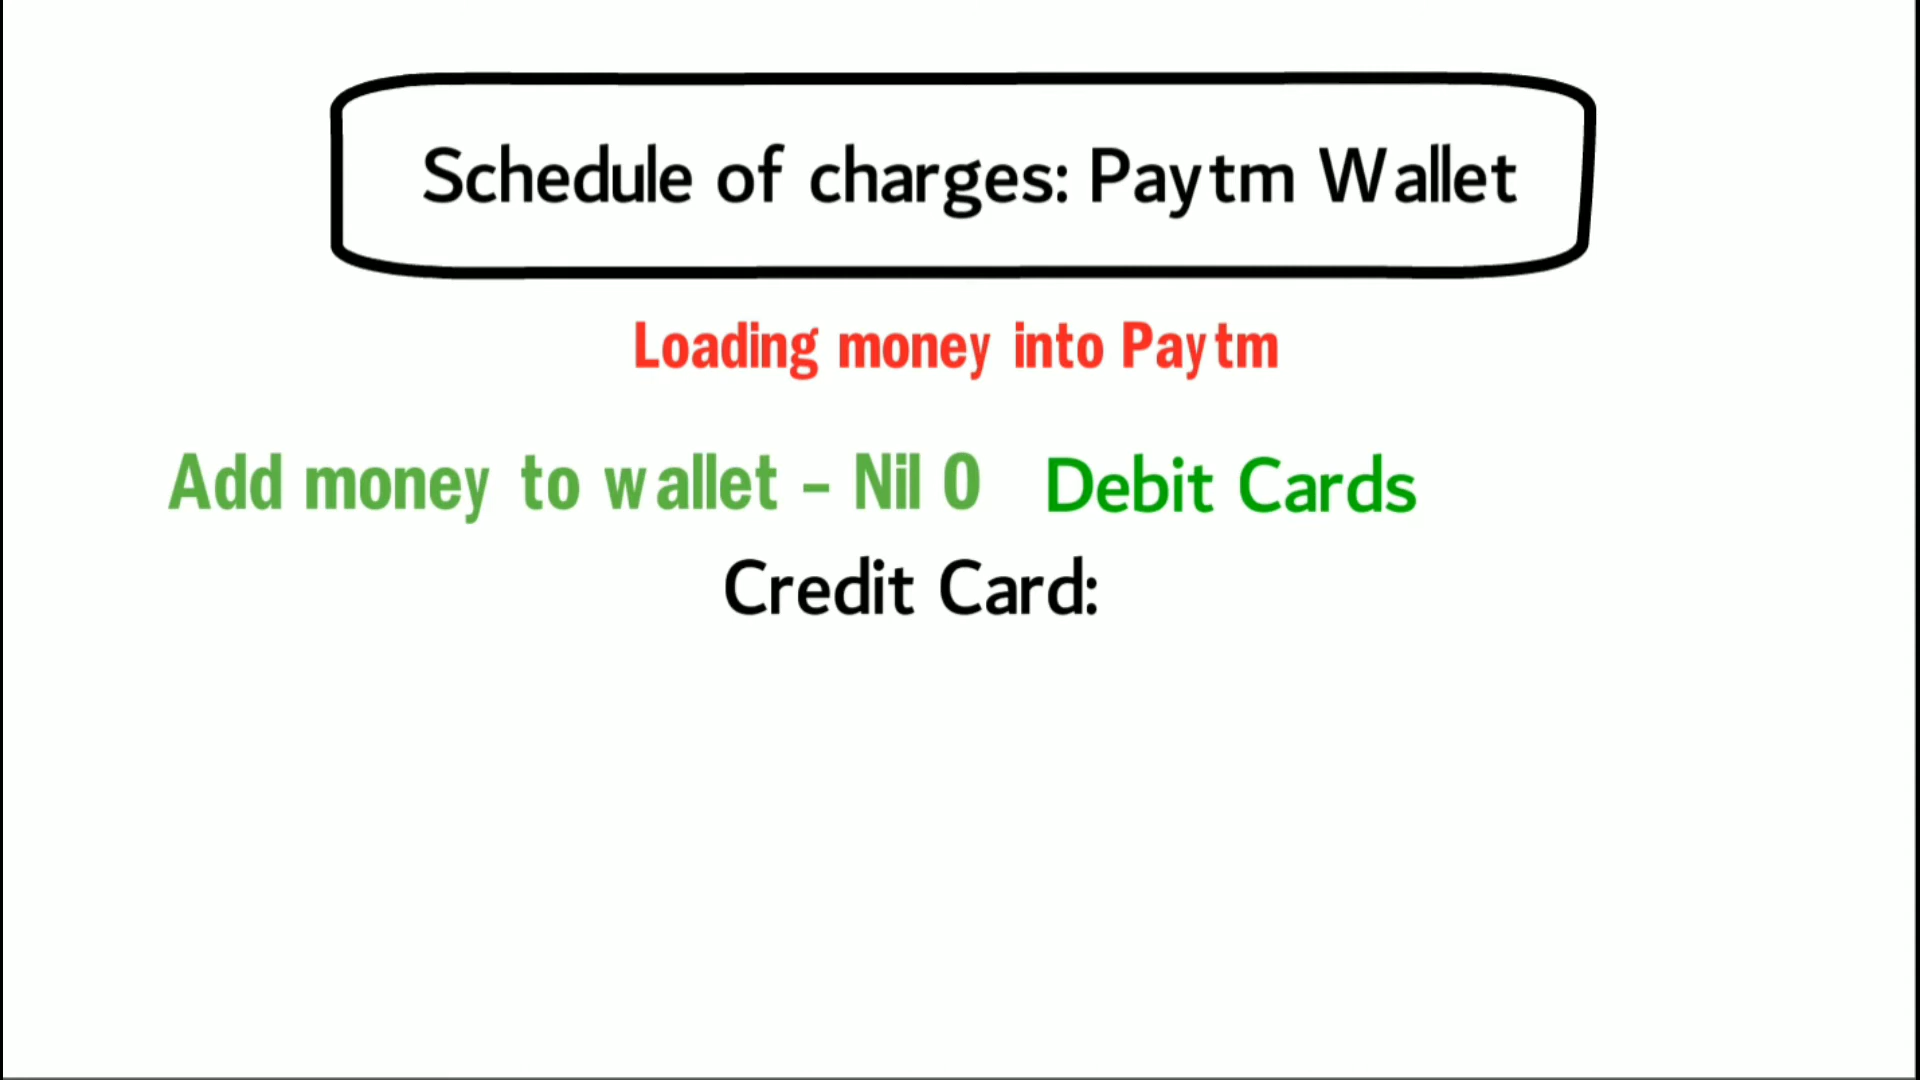 Schedule of charges: Paytm Wallet
Loading money into Paytm
Add money to wallet - Nil 0 Debit Cards
Credit Card: